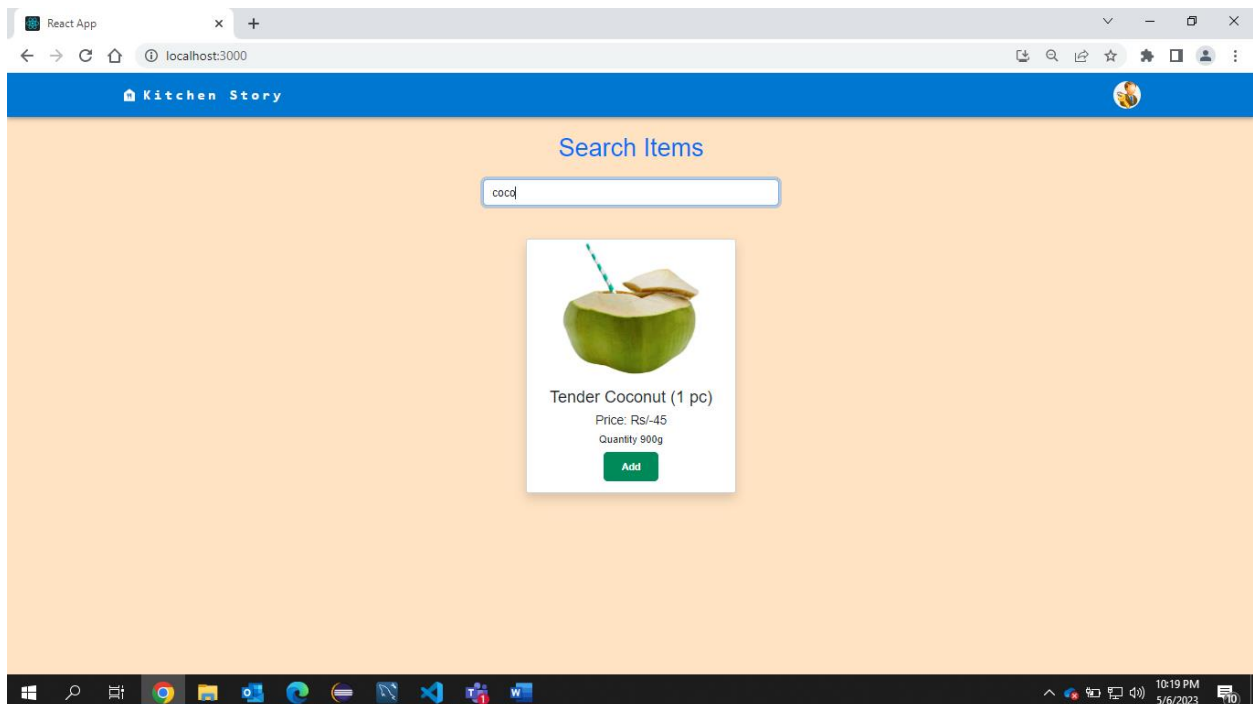 React App
localhost:3000
Kitchen Story
Search Items
coco
Tender Coconut (1 pc)
Price: Rs/-45
Quantity 900g
Add
10:19 PM
5/6/2023